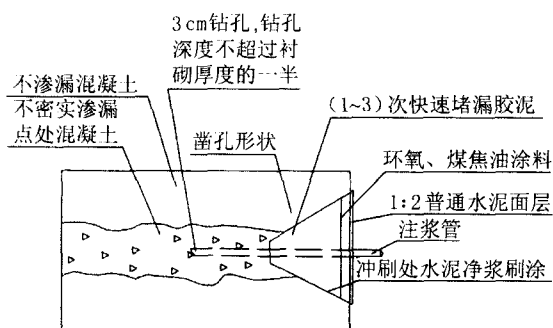 3cm钻孔,钻孔
深度不超过衬
砌厚度的一半
不渗漏混凝土
不密实渗漏
点处混凝土
(1~3)次快速堵漏胶泥
凿孔形状
环氧、煤焦油涂料
1:2普通水泥面层
注浆管
冲刷处水泥净浆刷涂